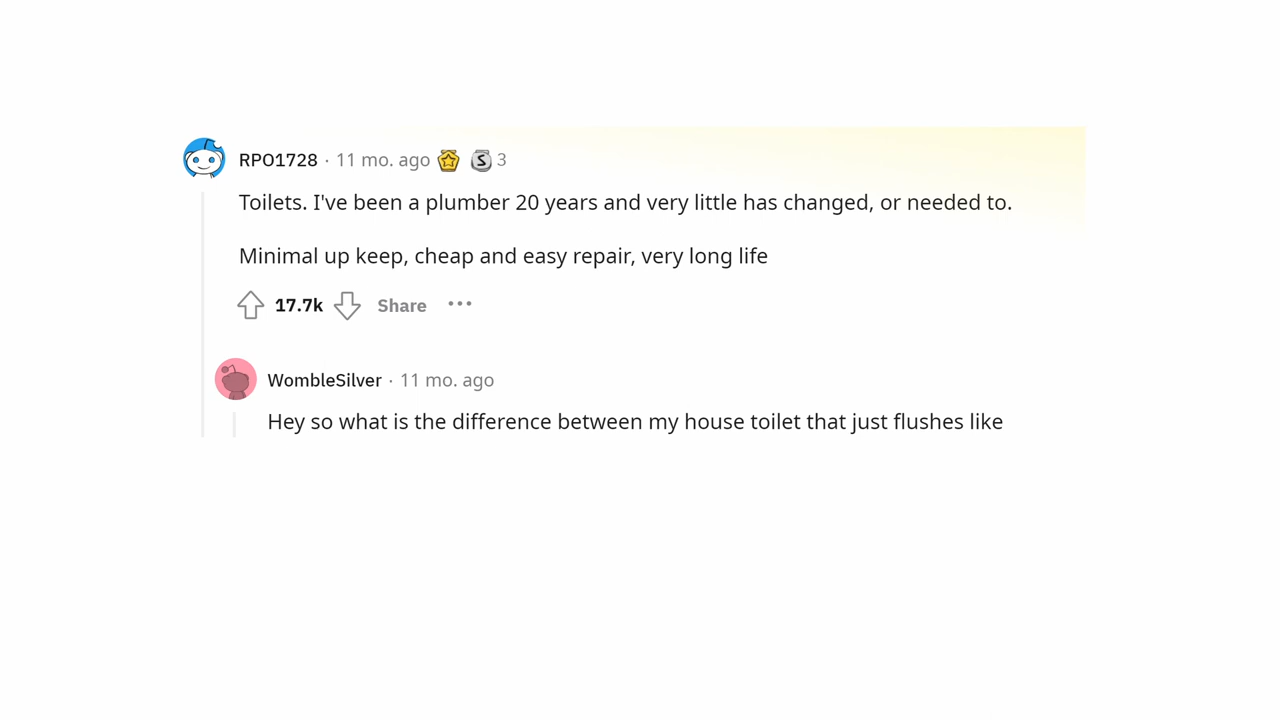 RPO1728 · 11 mo. ago S 3
Toilets. I've been a plumber 20 years and very little has changed, or needed to.
Minimal up keep, cheap and easy repair, very long life
17.7k Share ···
WombleSilver · 11 mo. ago
Hey so what is the difference between my house toilet that just flushes like